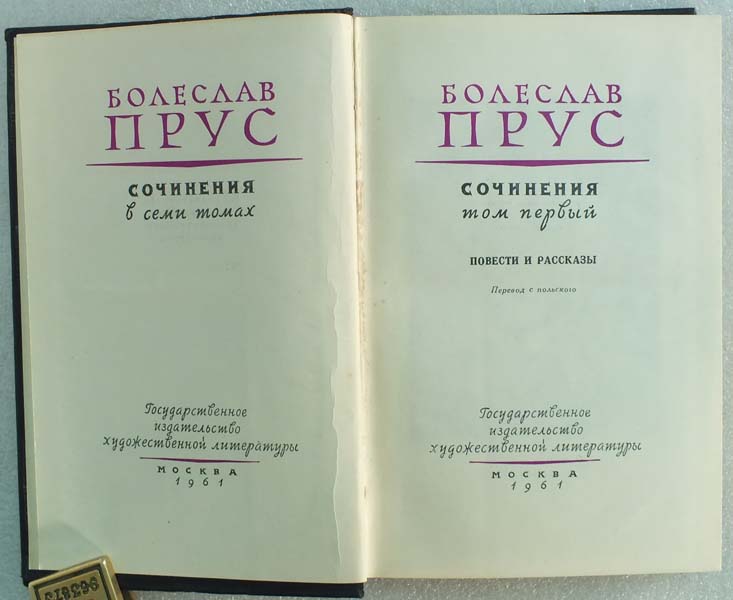 БОЛЕСЛАВ
ПРУС
СОЧИНЕНИЯ
в семи томах
Государственное
издательство
художественной литературы
МОСКВА
1961
БОЛЕСЛАВ
ПРУС
СОЧИНЕНИЯ
том первый
ПОВЕСТИ И РАССКАЗЫ
Перевод с польского
Государственное
издательство
художественной литературы
МОСКВА
1961